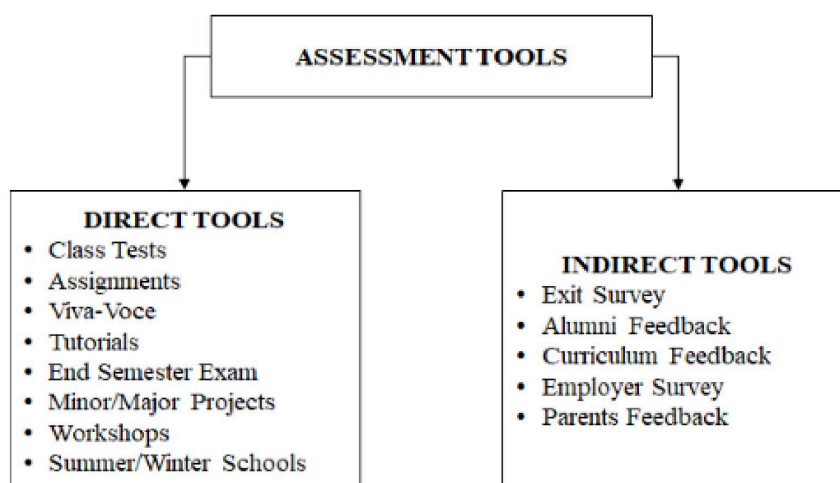 ASSESSMENT TOOLS
DIRECT TOOLS
• Class Tests
• Assignments
• Viva-Voce
• Tutorials
• End Semester Exam
• Minor/Major Projects
• Workshops
• Summer/Winter Schools
INDIRECT TOOLS
• Exit Survey
• Alumni Feedback
• Curriculum Feedback
• Employer Survey
• Parents Feedback